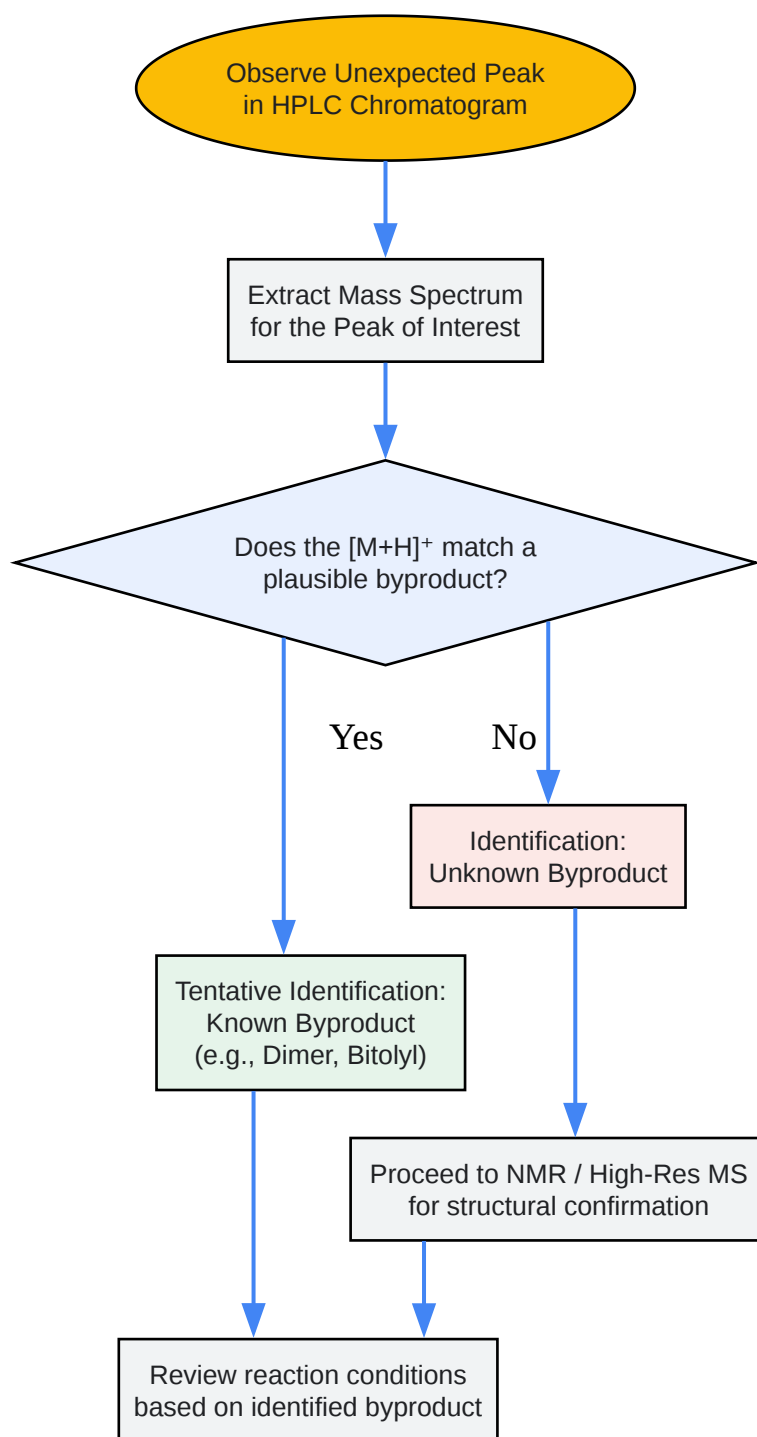 Observe Unexpected Peak
in HPLC Chromatogram
Extract Mass Spectrum
for the Peak of Interest
Does the [M+H]⁺ match a
plausible byproduct?
Yes
No
Identification:
Unknown Byproduct
Tentative Identification:
Known Byproduct
(e.g., Dimer, Bitolyl)
Proceed to NMR / High-Res MS
for structural confirmation
Review reaction conditions
based on identified byproduct